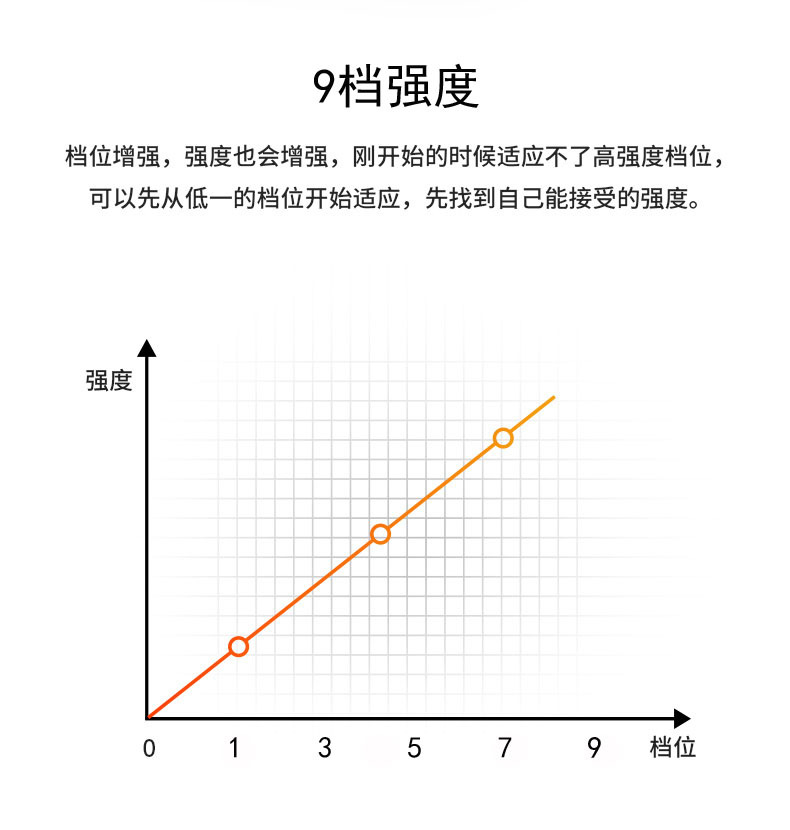 9档强度
档位增强，强度也会增强，刚开始的时候适应不了高强度档位，
可以先从低一的档位开始适应，先找到自己能接受的强度。
强度
0 1 3 5 7 9 档位